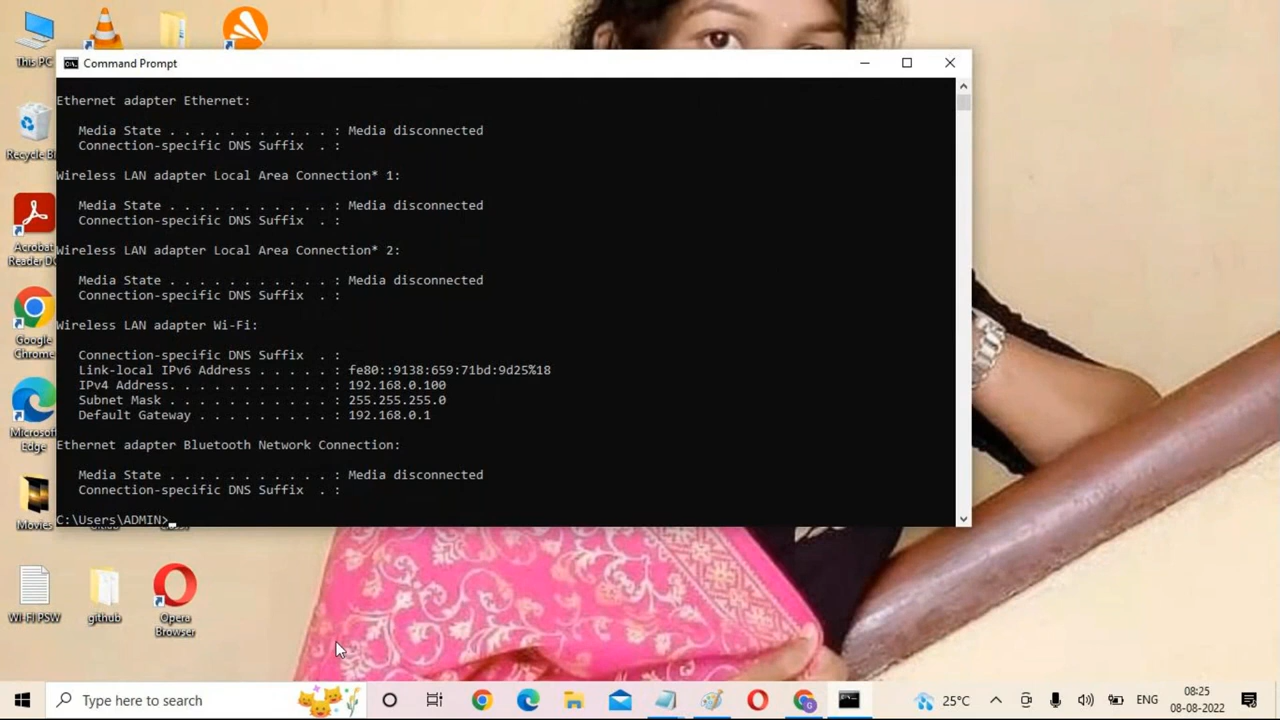 This PC
Command Prompt
Ethernet adapter Ethernet:
Media State . . . . . . . . . . . : Media disconnected
Connection-specific DNS Suffix  . :
Wireless LAN adapter Local Area Connection* 1:
Media State . . . . . . . . . . . : Media disconnected
Connection-specific DNS Suffix  . :
Wireless LAN adapter Local Area Connection* 2:
Media State . . . . . . . . . . . : Media disconnected
Connection-specific DNS Suffix  . :
Wireless LAN adapter Wi-Fi:
Connection-specific DNS Suffix  . :
Link-local IPv6 Address . . . . . : fe80::9138:659:71bd:9d25%18
IPv4 Address. . . . . . . . . . . : 192.168.0.100
Subnet Mask . . . . . . . . . . . : 255.255.255.0
Default Gateway . . . . . . . . . : 192.168.0.1
Ethernet adapter Bluetooth Network Connection:
Media State . . . . . . . . . . . : Media disconnected
Connection-specific DNS Suffix  . :
C:\Users\ADMIN>
Recycle Bi
Acrobat
Reader DC
Google
Chrome
Microsoft
Edge
Movies
WI-FI PSW
github
Opera
Browser
Type here to search
25°C
ENG
08:25
08-08-2022